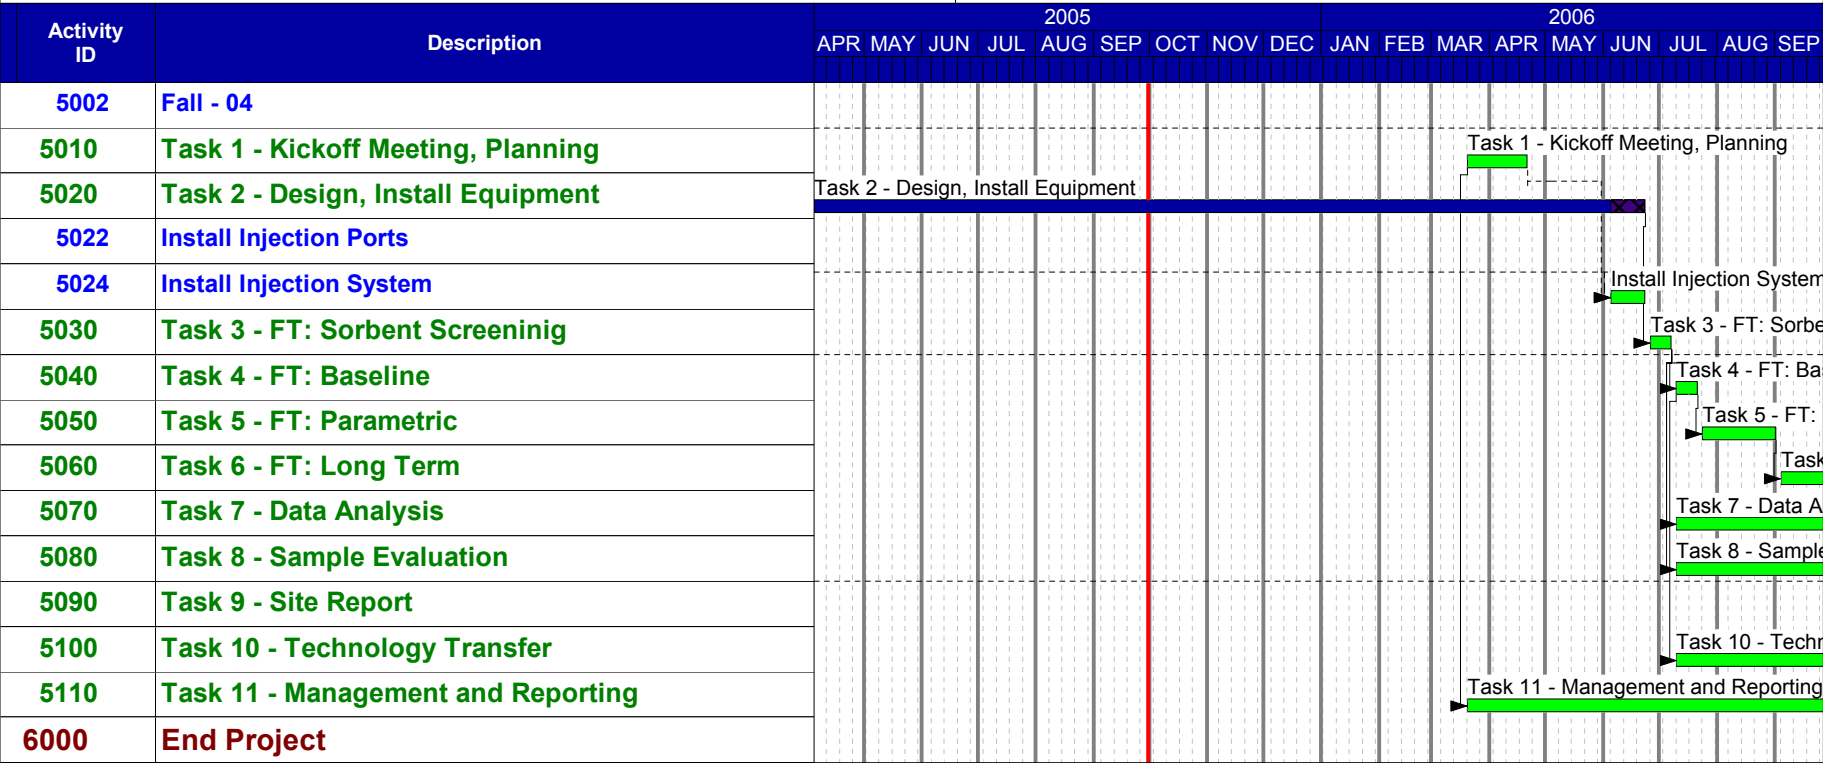 2005 2006
Activity ID Description APR MAY JUN JUL AUG SEP OCT NOV DEC JAN FEB MAR APR MAY JUN JUL AUG SEP
5002 Fall - 04
5010 Task 1 - Kickoff Meeting, Planning Task 1 - Kickoff Meeting, Planning
5020 Task 2 - Design, Install Equipment Task 2 - Design, Install Equipment
5022 Install Injection Ports
5024 Install Injection System Install Injection System
5030 Task 3 - FT: Sorbent Screeninig Task 3 - FT: Sorbe
5040 Task 4 - FT: Baseline Task 4 - FT: Ba
5050 Task 5 - FT: Parametric Task 5 - FT:
5060 Task 6 - FT: Long Term Task
5070 Task 7 - Data Analysis Task 7 - Data A
5080 Task 8 - Sample Evaluation Task 8 - Sample
5090 Task 9 - Site Report
5100 Task 10 - Technology Transfer Task 10 - Techn
5110 Task 11 - Management and Reporting Task 11 - Management and Reporting
6000 End Project